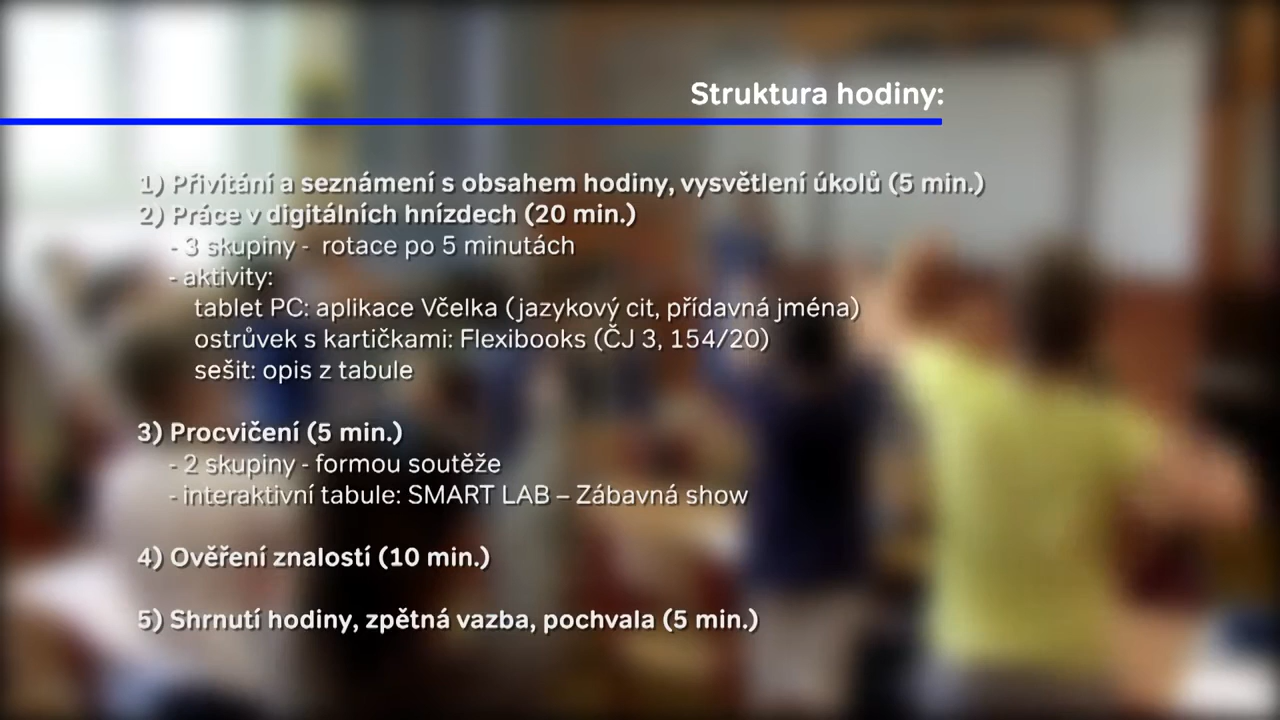 Struktura hodiny:
1) Přivítání a seznámení s obsahem hodiny, vysvětlení úkolů (5 min.)
2) Práce v digitálních hnízdech (20 min.)
- 3 skupiny - rotace po 5 minutách
- aktivity:
tablet PC: aplikace Včelka (jazykový cit, přídavná jména)
ostrůvek s kartičkami: Flexibooks (ČJ 3, 154/20)
sešit: opis z tabule
3) Procvičení (5 min.)
- 2 skupiny - formou soutěže
- interaktivní tabule: SMART LAB – Zábavná show
4) Ověření znalostí (10 min.)
5) Shrnutí hodiny, zpětná vazba, pochvala (5 min.)